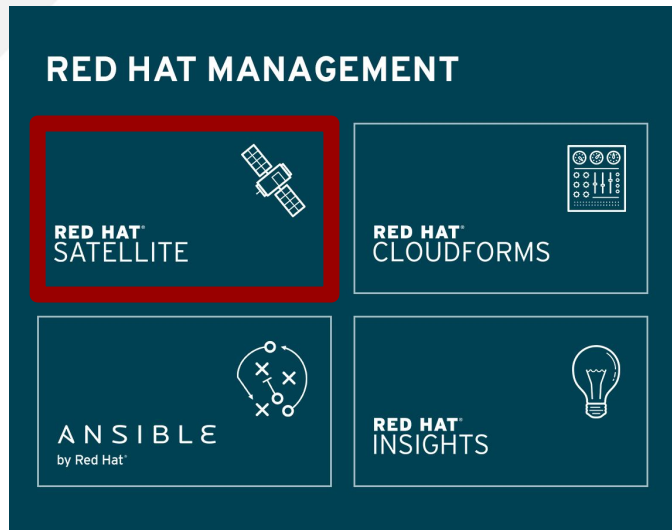 RED HAT MANAGEMENT
RED HAT®
SATELLITE
RED HAT®
CLOUDFORMS
ANSIBLE
by Red Hat®
RED HAT®
INSIGHTS